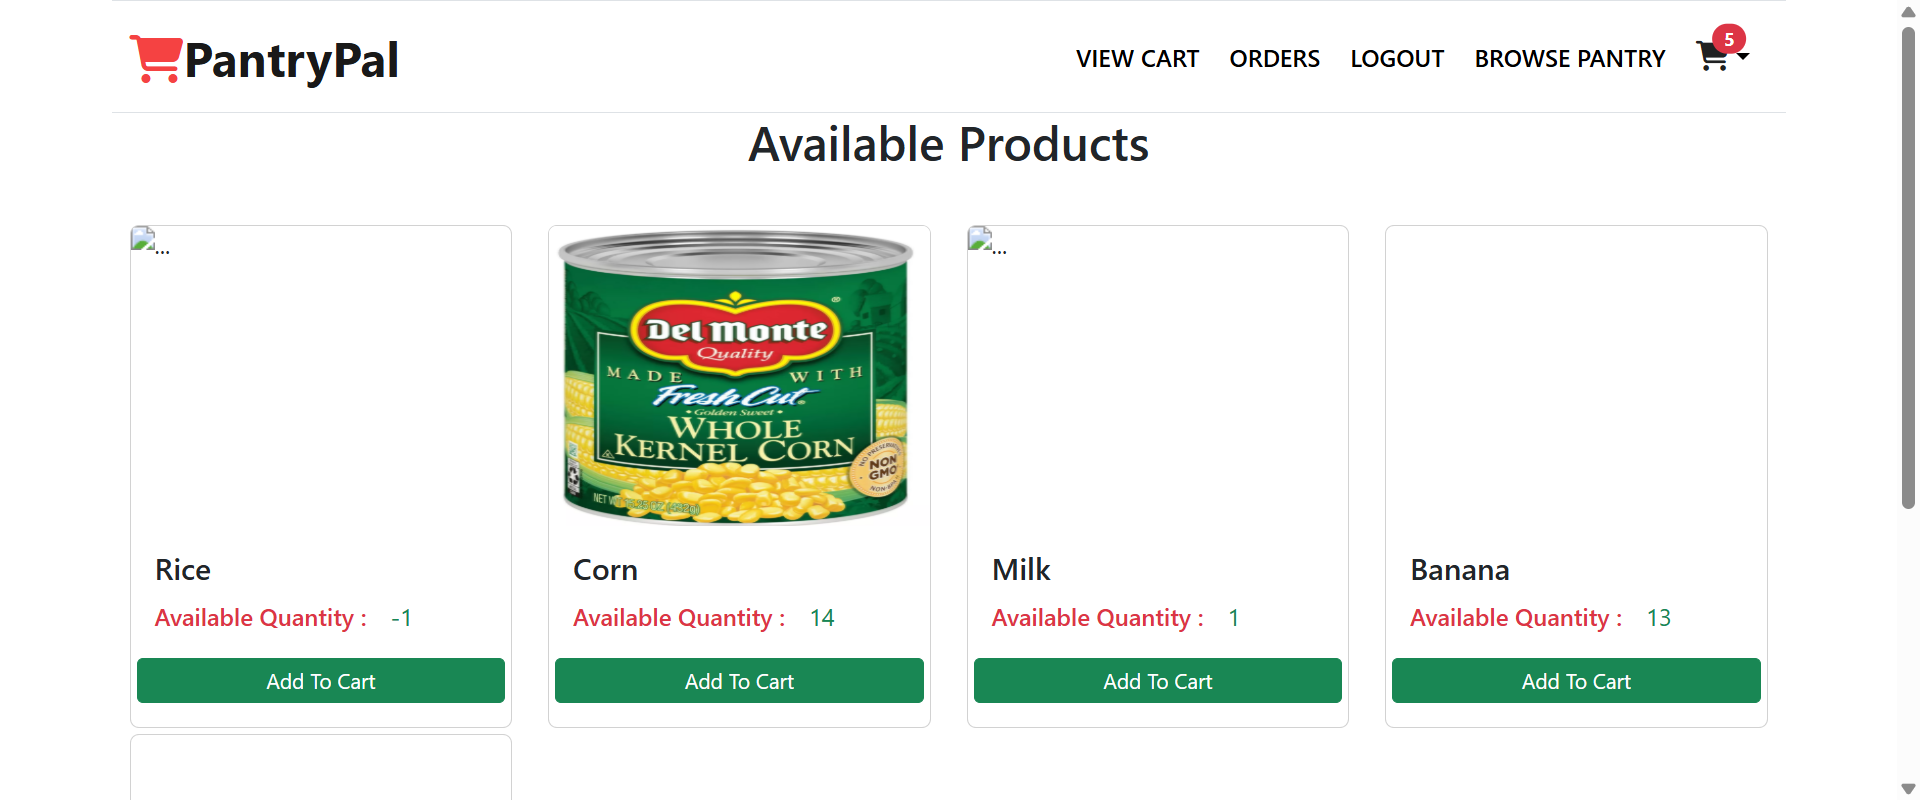 PantryPal
VIEW CART ORDERS LOGOUT BROWSE PANTRY 5
Available Products
...
Del Monte
Quality
MADE WITH
Fresh Cut
Golden Sweet
WHOLE
KERNEL CORN
NON
GMO
...
Rice
Available Quantity : -1
Add To Cart
Corn
Available Quantity : 14
Add To Cart
Milk
Available Quantity : 1
Add To Cart
Banana
Available Quantity : 13
Add To Cart